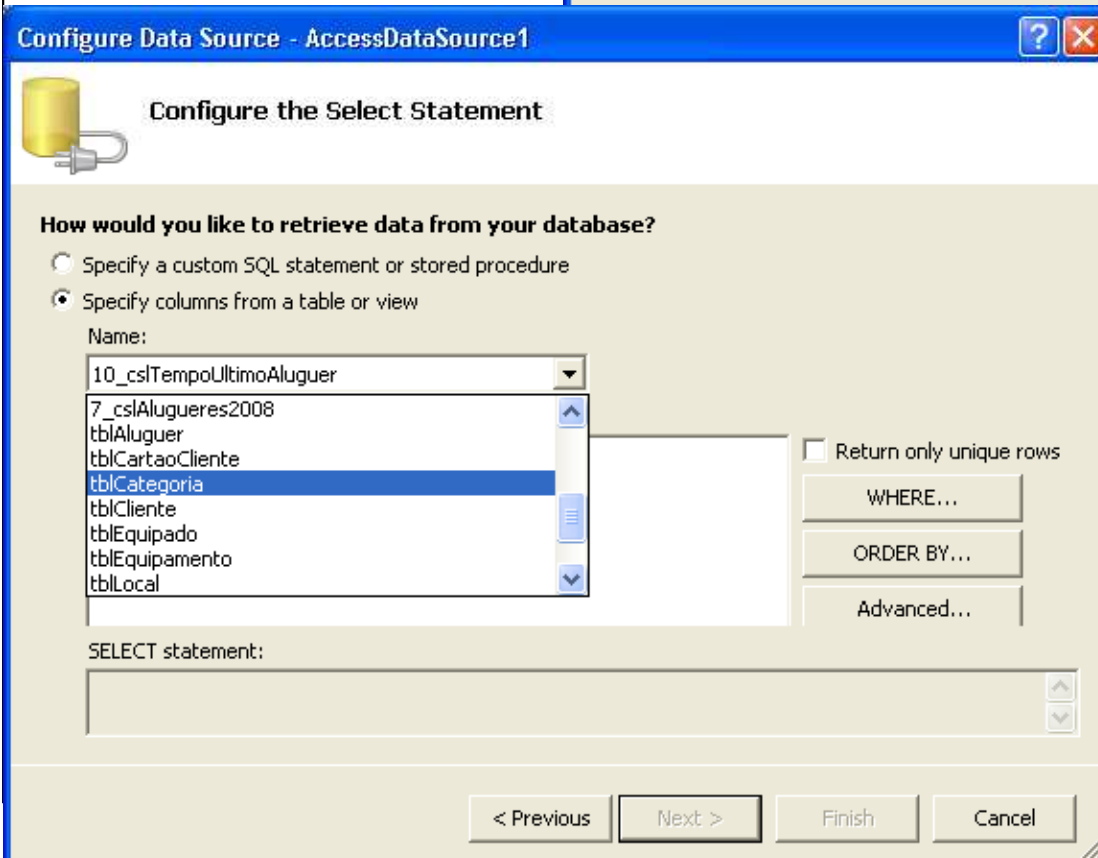 Configure Data Source - AccessDataSource1
?
Configure the Select Statement
How would you like to retrieve data from your database?
Specify a custom SQL statement or stored procedure
Specify columns from a table or view
Name:
10_cslTempoUltimoAluguer
7_cslAlugueres2008
tblAluguer
tblCartaoCliente
tblCategoria
tblCliente
tblEquipado
tblEquipamento
tblLocal
Return only unique rows
WHERE...
ORDER BY...
Advanced...
SELECT statement:
< Previous Next > Finish Cancel